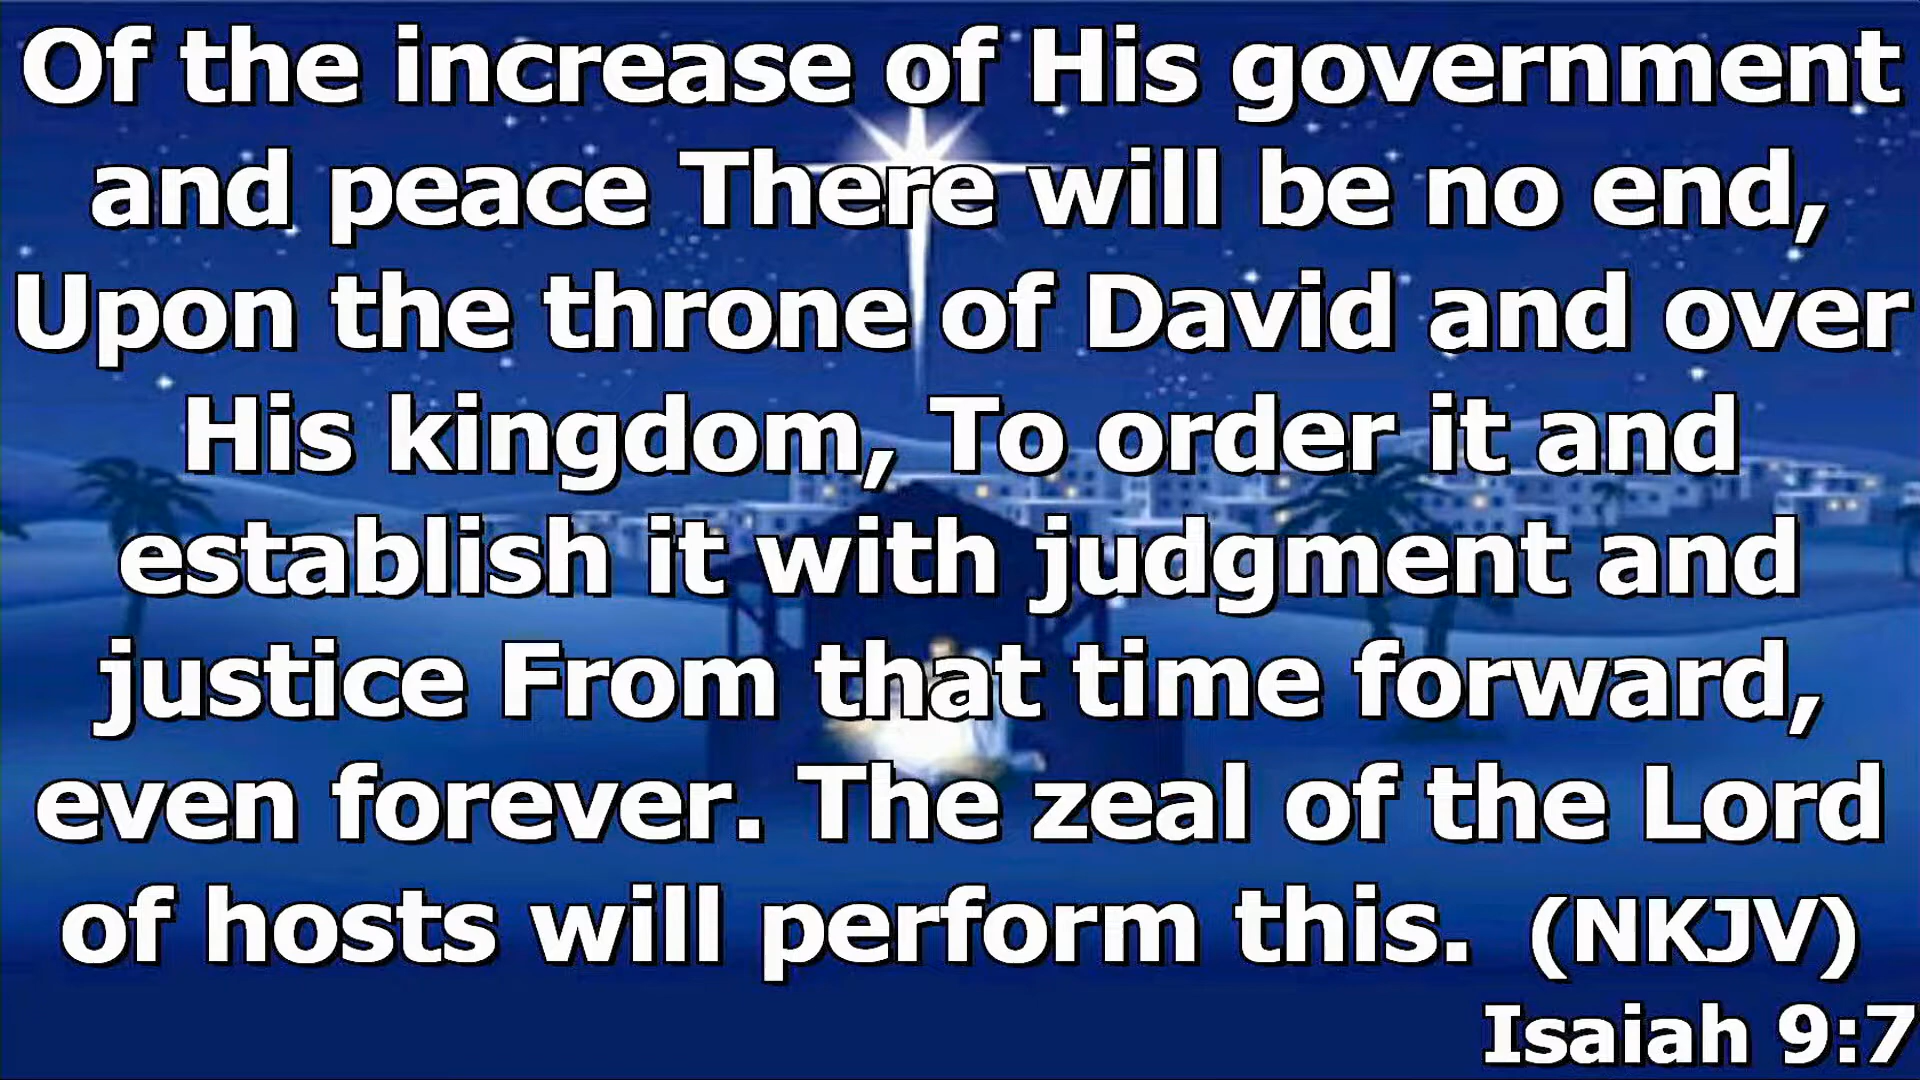 Of the increase of His government
and peace There will be no end,
Upon the throne of David and over
His kingdom, To order it and
establish it with judgment and
justice From that time forward,
even forever. The zeal of the Lord
of hosts will perform this. (NKJV)
Isaiah 9:7